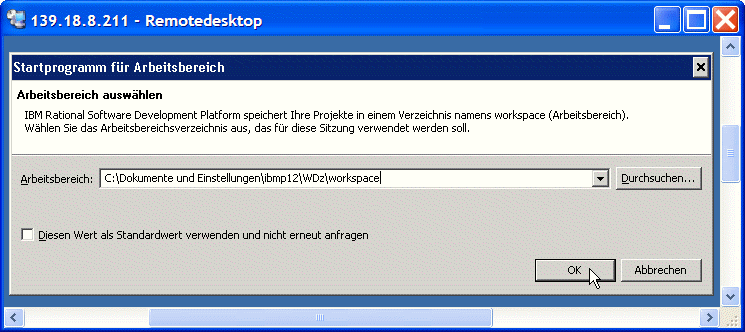 139.18.8.211 - Remotedesktop
Startprogramm für Arbeitsbereich
Arbeitsbereich auswählen
IBM Rational Software Development Platform speichert Ihre Projekte in einem Verzeichnis namens workspace (Arbeitsbereich).
Wählen Sie das Arbeitsbereichsverzeichnis aus, das für diese Sitzung verwendet werden soll.
Arbeitsbereich: C:\Dokumente und Einstellungen\ibmp12\WDz\workspace Durchsuchen...
Diesen Wert als Standardwert verwenden und nicht erneut anfragen
OK Abbrechen